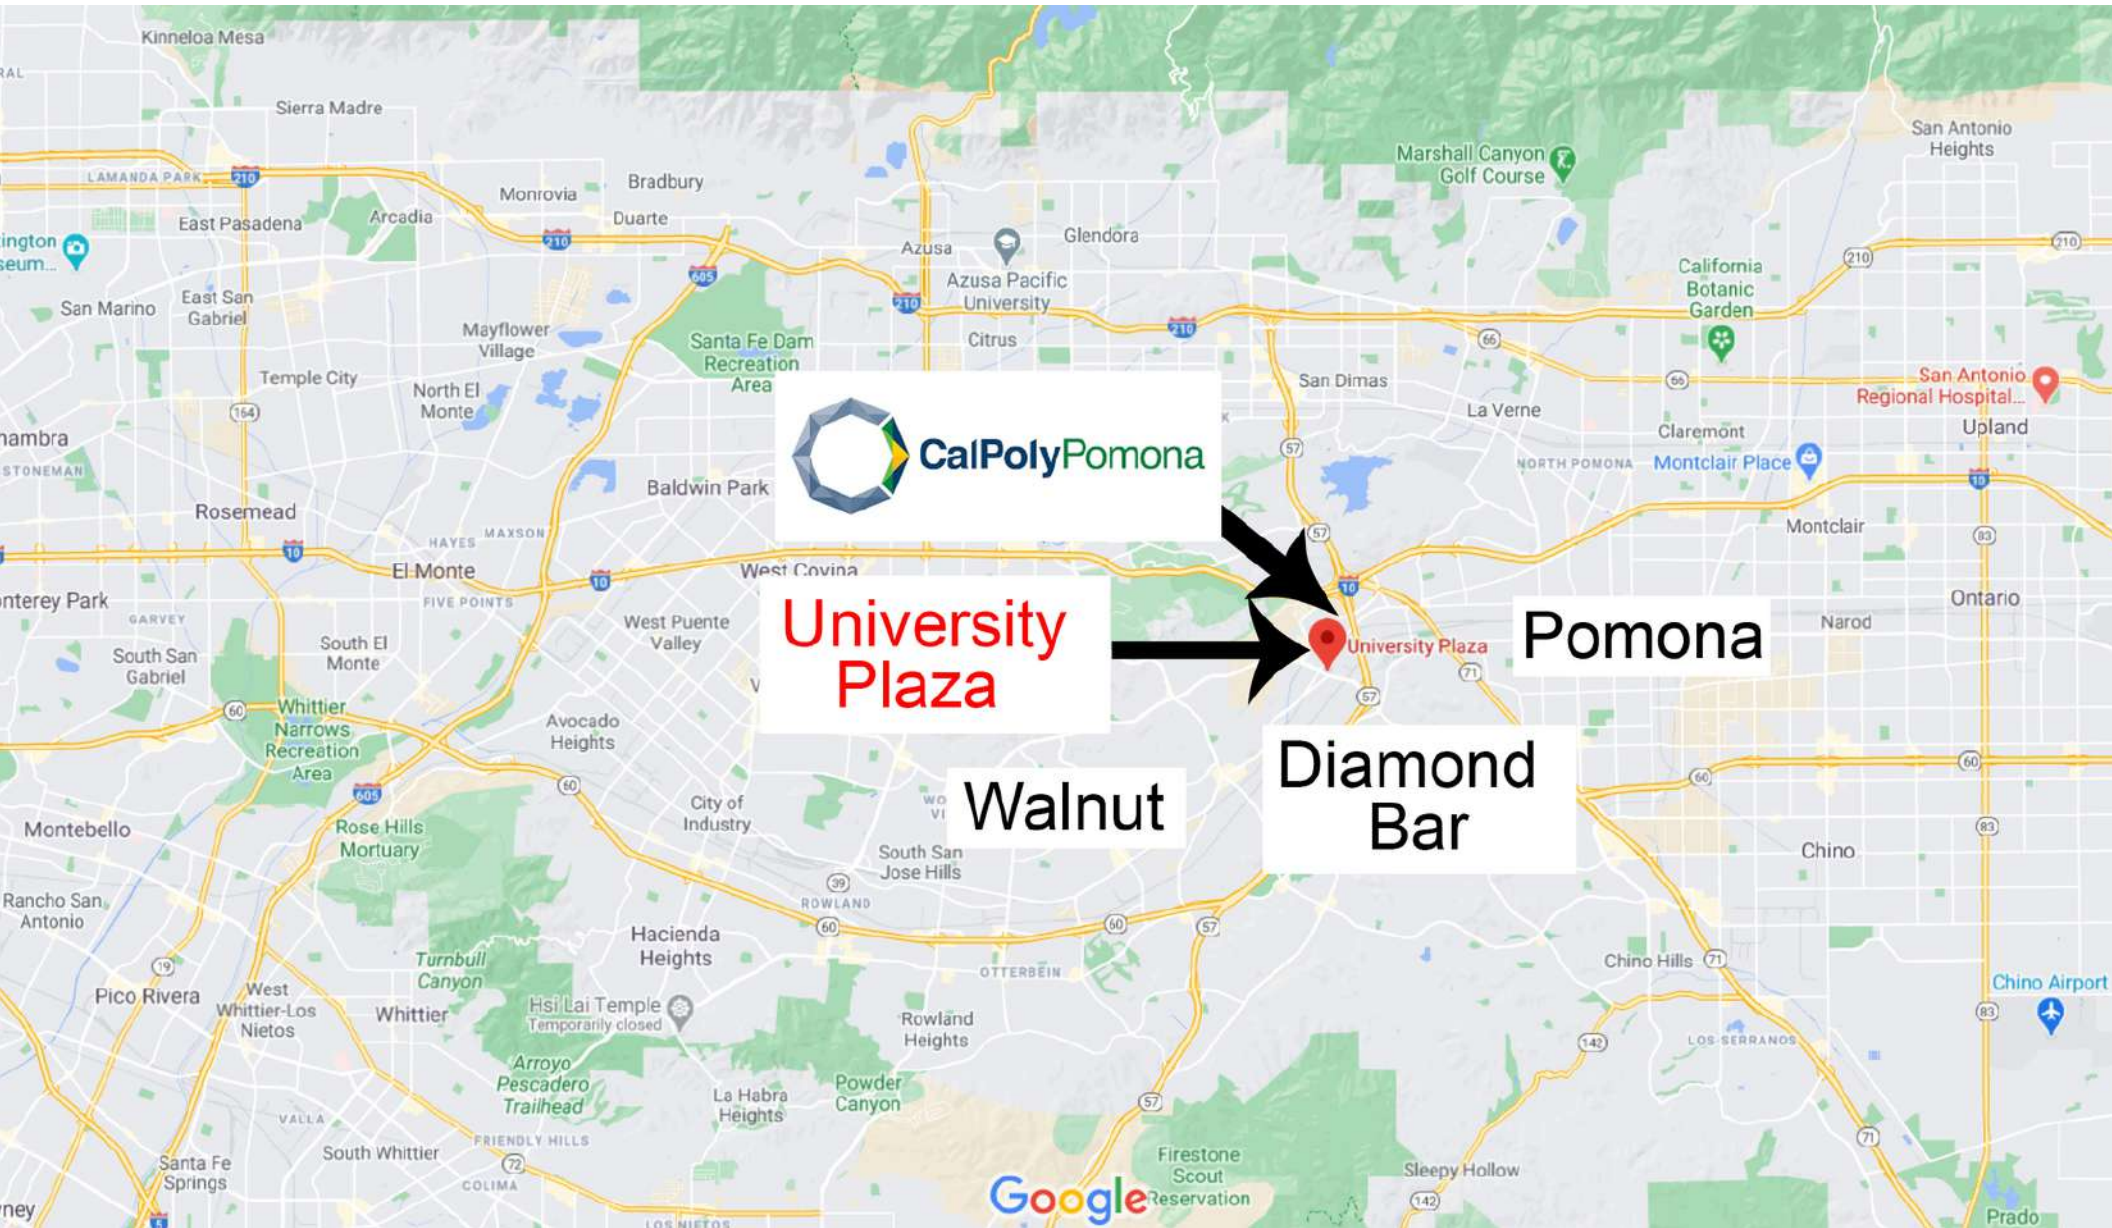 Kinneloa Mesa
RAL
Sierra Madre
San Antonio
Heights
Marshall Canyon
Golf Course
LAMANDA PARK
210
Monrovia
Bradbury
Duarte
East Pasadena
Arcadia
210
Azusa
Glendora
ington
seum...
210
210
605
Azusa Pacific
University
California
Botanic
Garden
San Marino
East San
Gabriel
210
210
Mayflower
Village
Santa Fe Dam
Recreation
Area
Citrus
66
Temple City
North El
Monte
San Dimas
66
San Antonio
Regional Hospital...
164
La Verne
Upland
hambra
STONEMAN
CalPolyPomona
K
57
Claremont
NORTH POMONA
Montclair Place
10
Baldwin Park
Rosemead
HAYES
MAXSON
57
Montclair
83
10
El Monte
10
West Covina
10
FIVE POINTS
onterey Park
GARVEY
Ontario
South San
Gabriel
South El
Monte
West Puente
Valley
V
University
Plaza
University Plaza
Pomona
Narod
71
57
60
Whittier
Narrows
Recreation
Area
Avocado
Heights
60
605
City of
Industry
WO
VI
Walnut
Diamond
Bar
60
60
83
Montebello
Rose Hills
Mortuary
South San
Jose Hills
Chino
39
ROWLAND
60
60
57
Rancho San
Antonio
Hacienda
Heights
OTTERBEIN
Turnbull
Canyon
19
Chino Hills
71
Pico Rivera
West
Whittier-Los
Nietos
Whittier
Hsi Lai Temple
Temporarily closed
Rowland
Heights
Chino Airport
83
142
LOS SERRANOS
Arroyo
Pescadero
Trailhead
La Habra
Heights
Powder
Canyon
57
VALLA
South Whittier
FRIENDLY HILLS
72
COLIMA
71
Santa Fe
Springs
Firestone
Scout
Reservation
Sleepy Hollow
142
Google
ney
5
LOS NIETOS
Prado